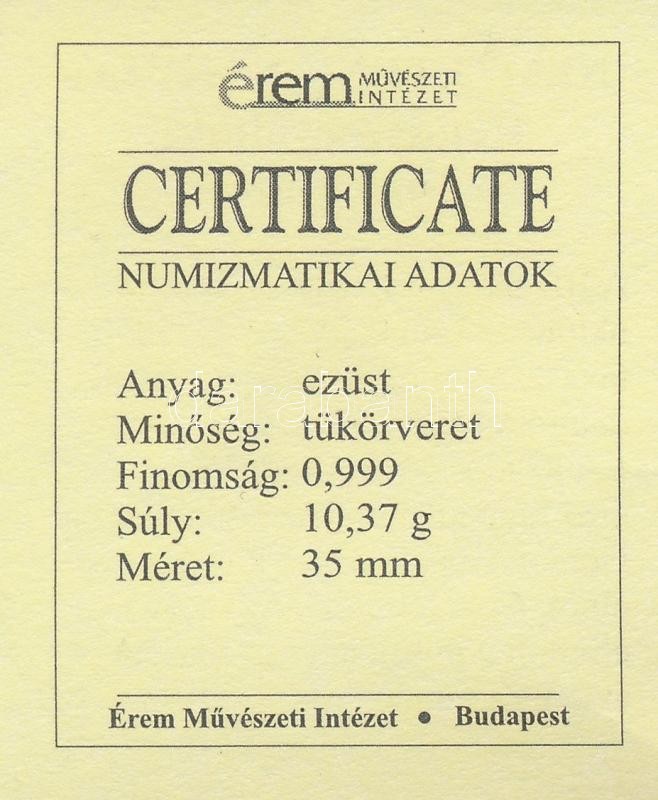 érem MŰVÉSZETI
INTÉZET
CERTIFICATE
NUMIZMATIKAI ADATOK
Anyag: ezüst
Minőség: tükörveret
Finomság: 0,999
Súly: 10,37 g
Méret: 35 mm
darabanth
Érem Művészeti Intézet • Budapest